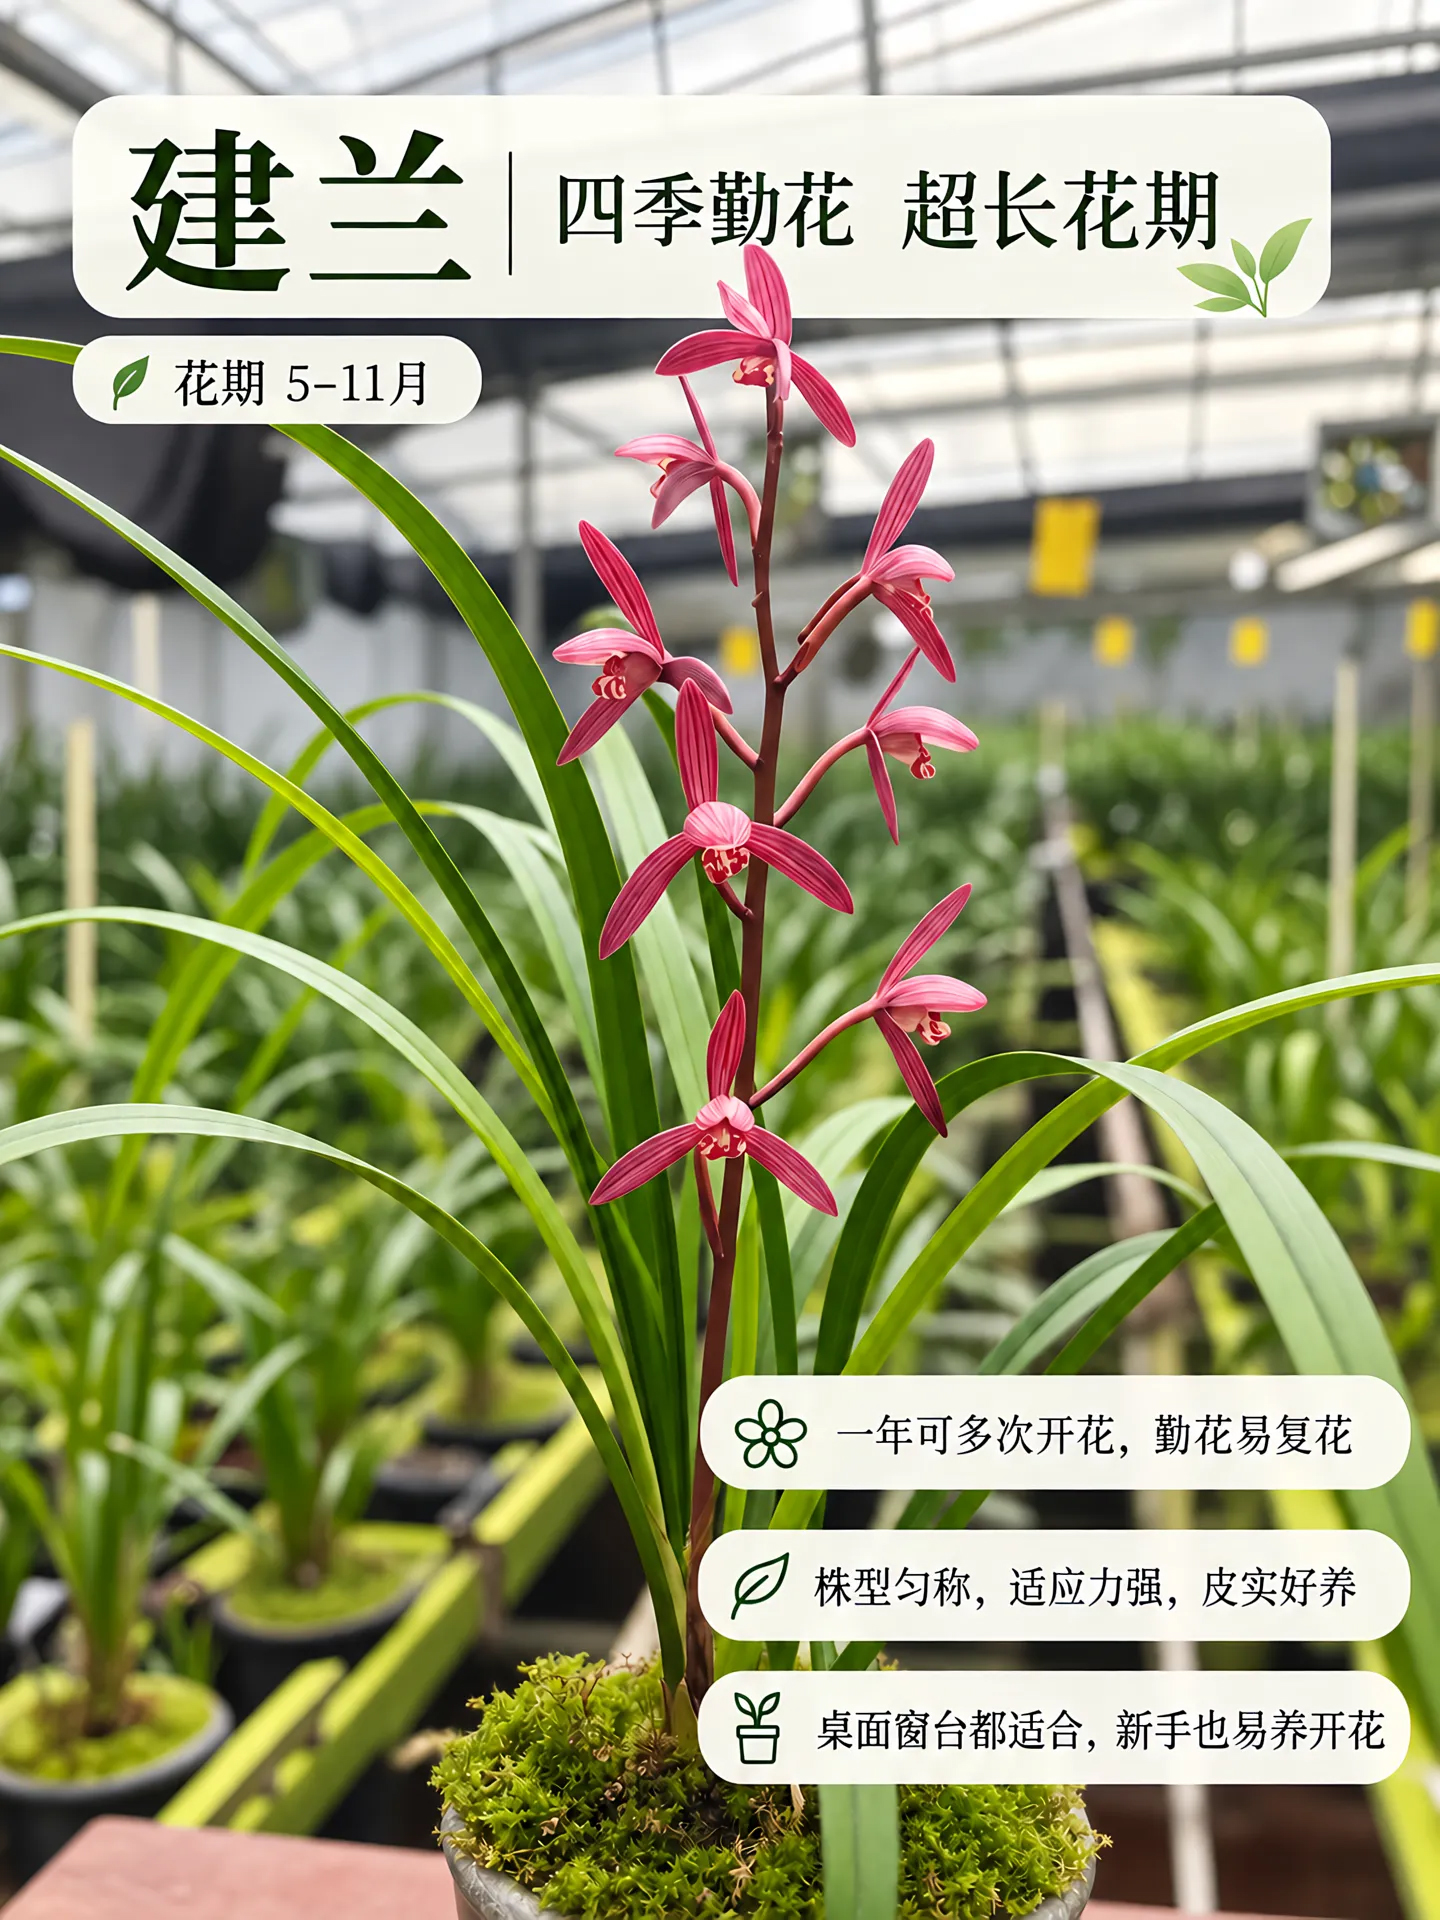 建兰
四季勤花 超长花期
花期 5-11月
一年可多次开花，勤花易复花
株型匀称，适应力强，皮实好养
桌面窗台都适合，新手也易养开花